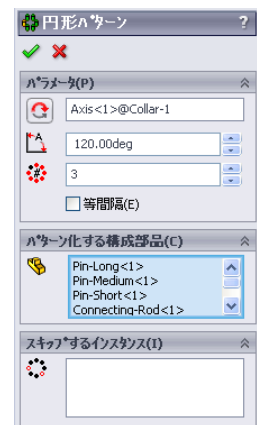 円形パターン ?
パラメータ(P)
Axis<1>@Collar-1
120.00deg
3
等間隔(E)
パターン化する構成部品(C)
Pin-Long<1>
Pin-Medium<1>
Pin-Short<1>
Connecting-Rod<1>
スキップするインスタンス(I)